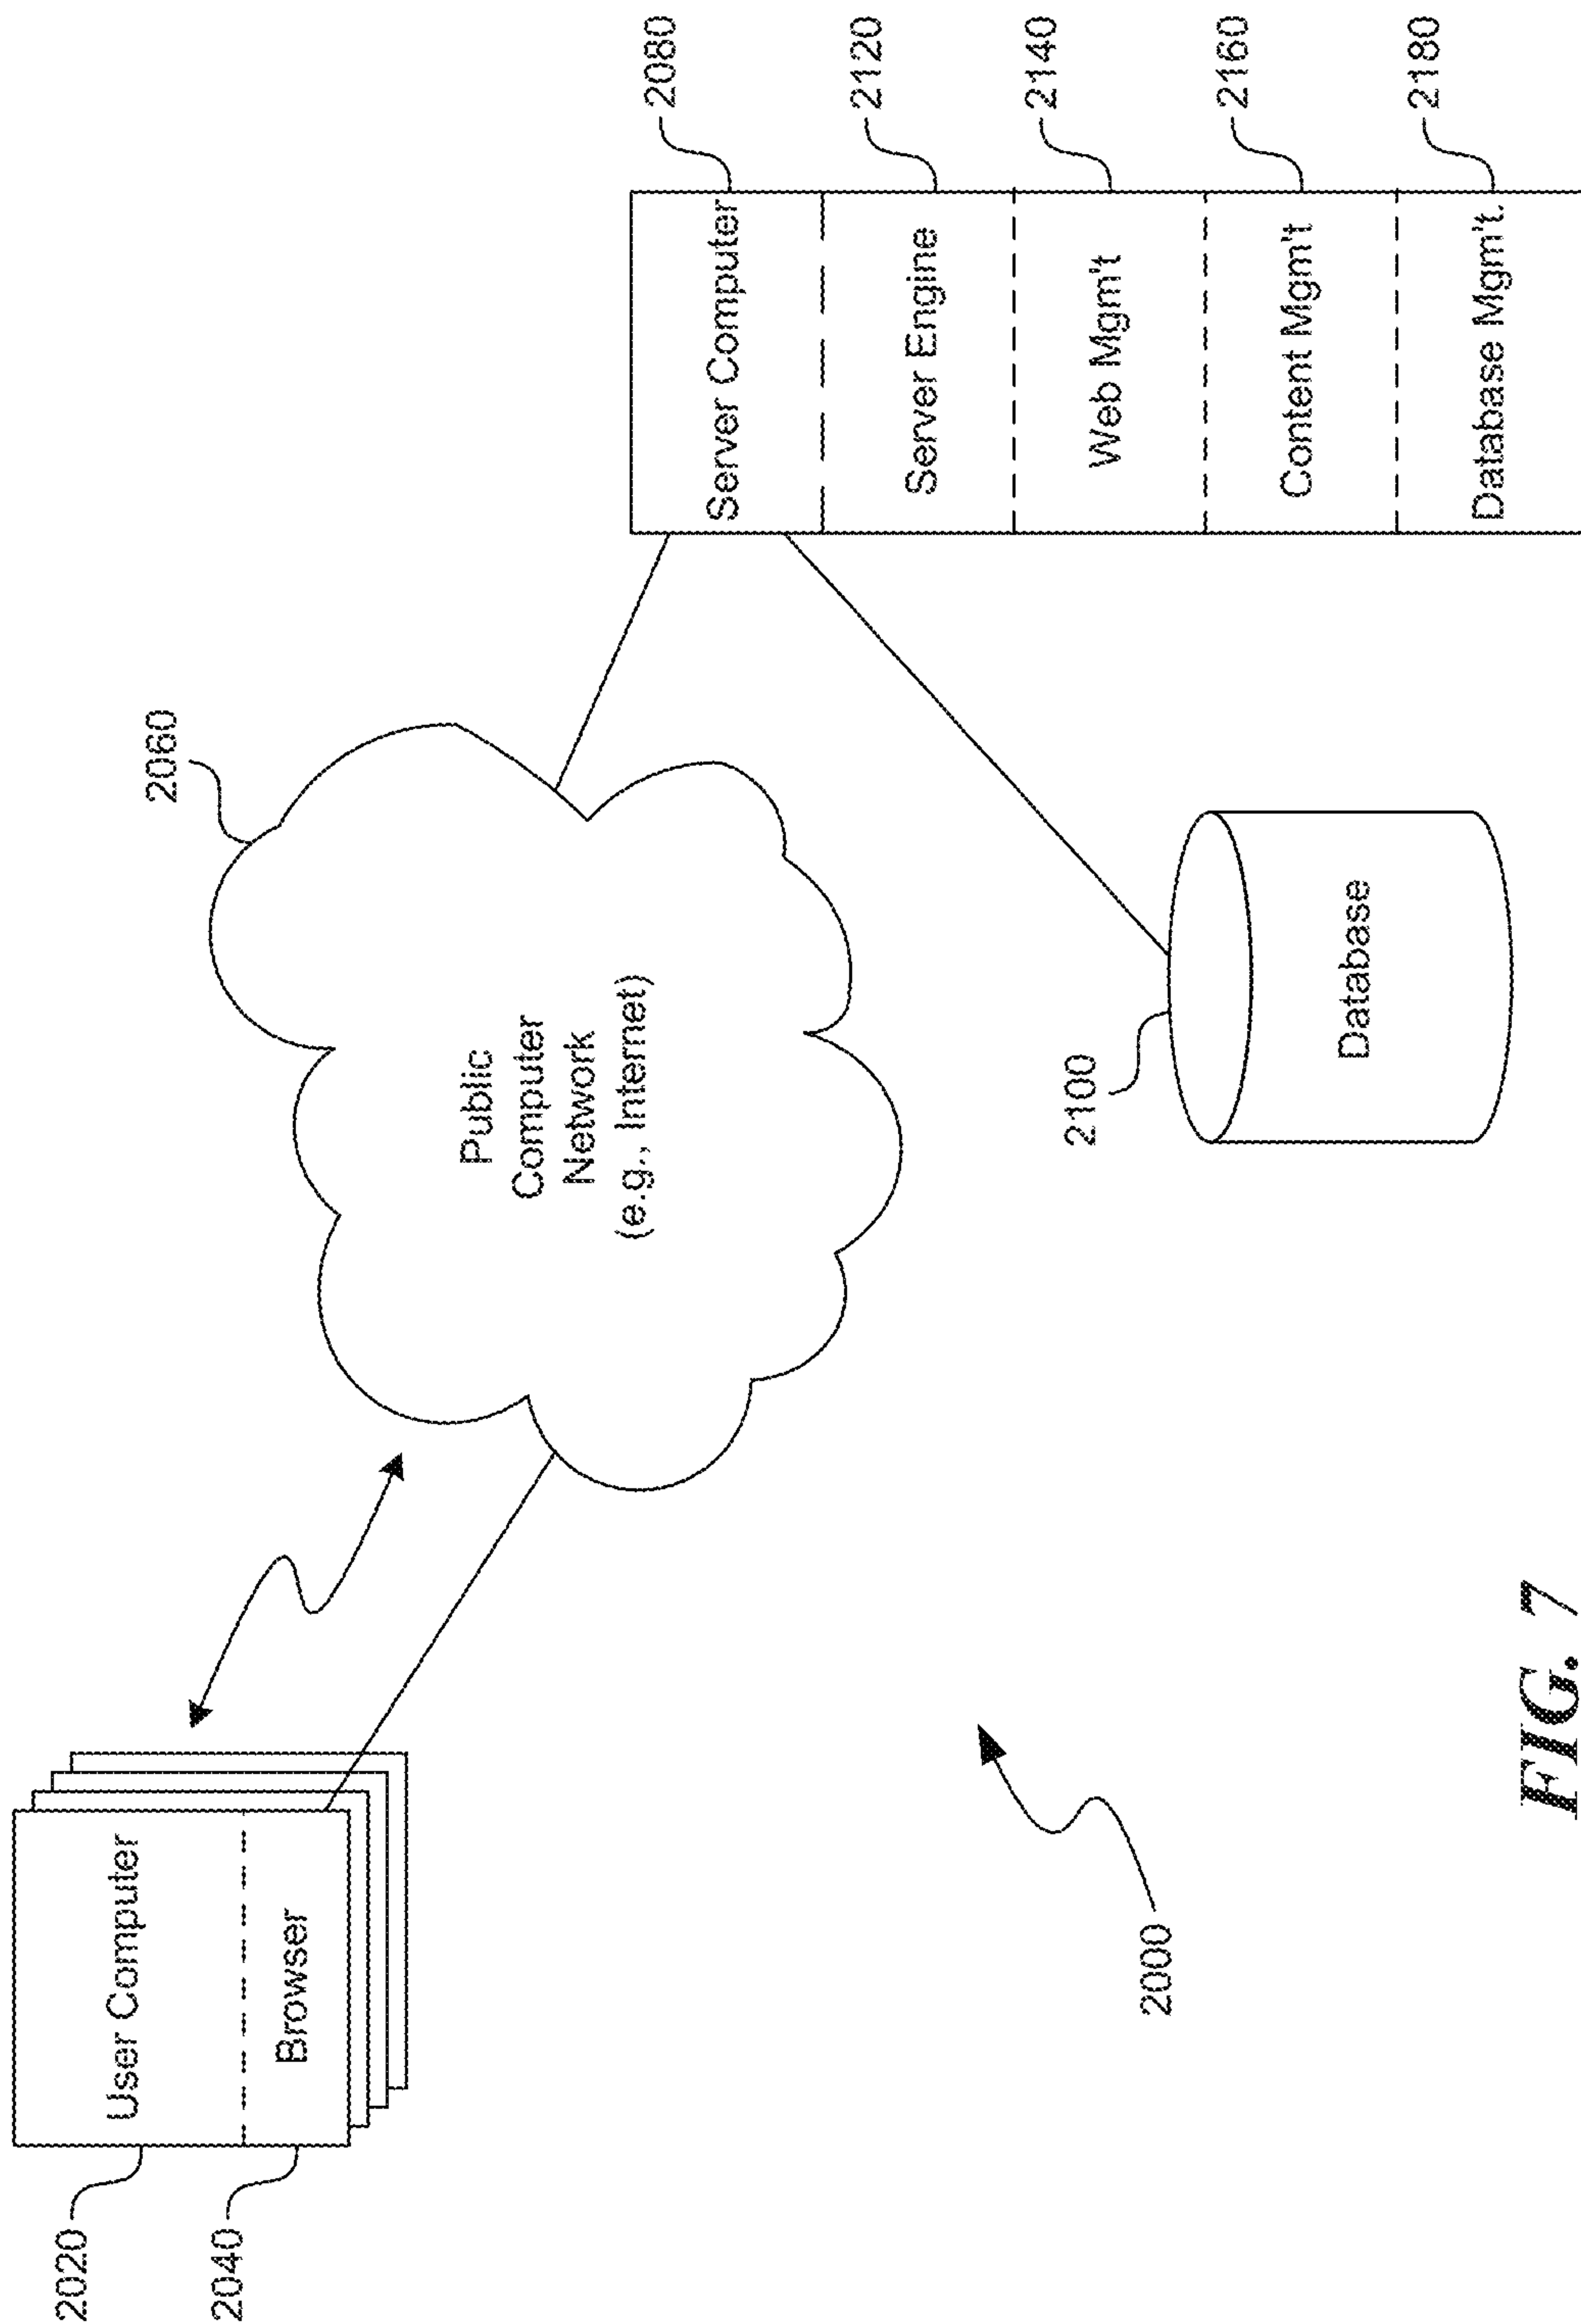 2020
User Computer
2040
Browser
2060
Public
Computer
Network
(e.g., Internet)
2080
Server Computer
2120
Server Engine
2140
Web Mgm't
2160
Content Mgm't
2180
Database Mgm't.
2100
Database
2000
FIG. 7